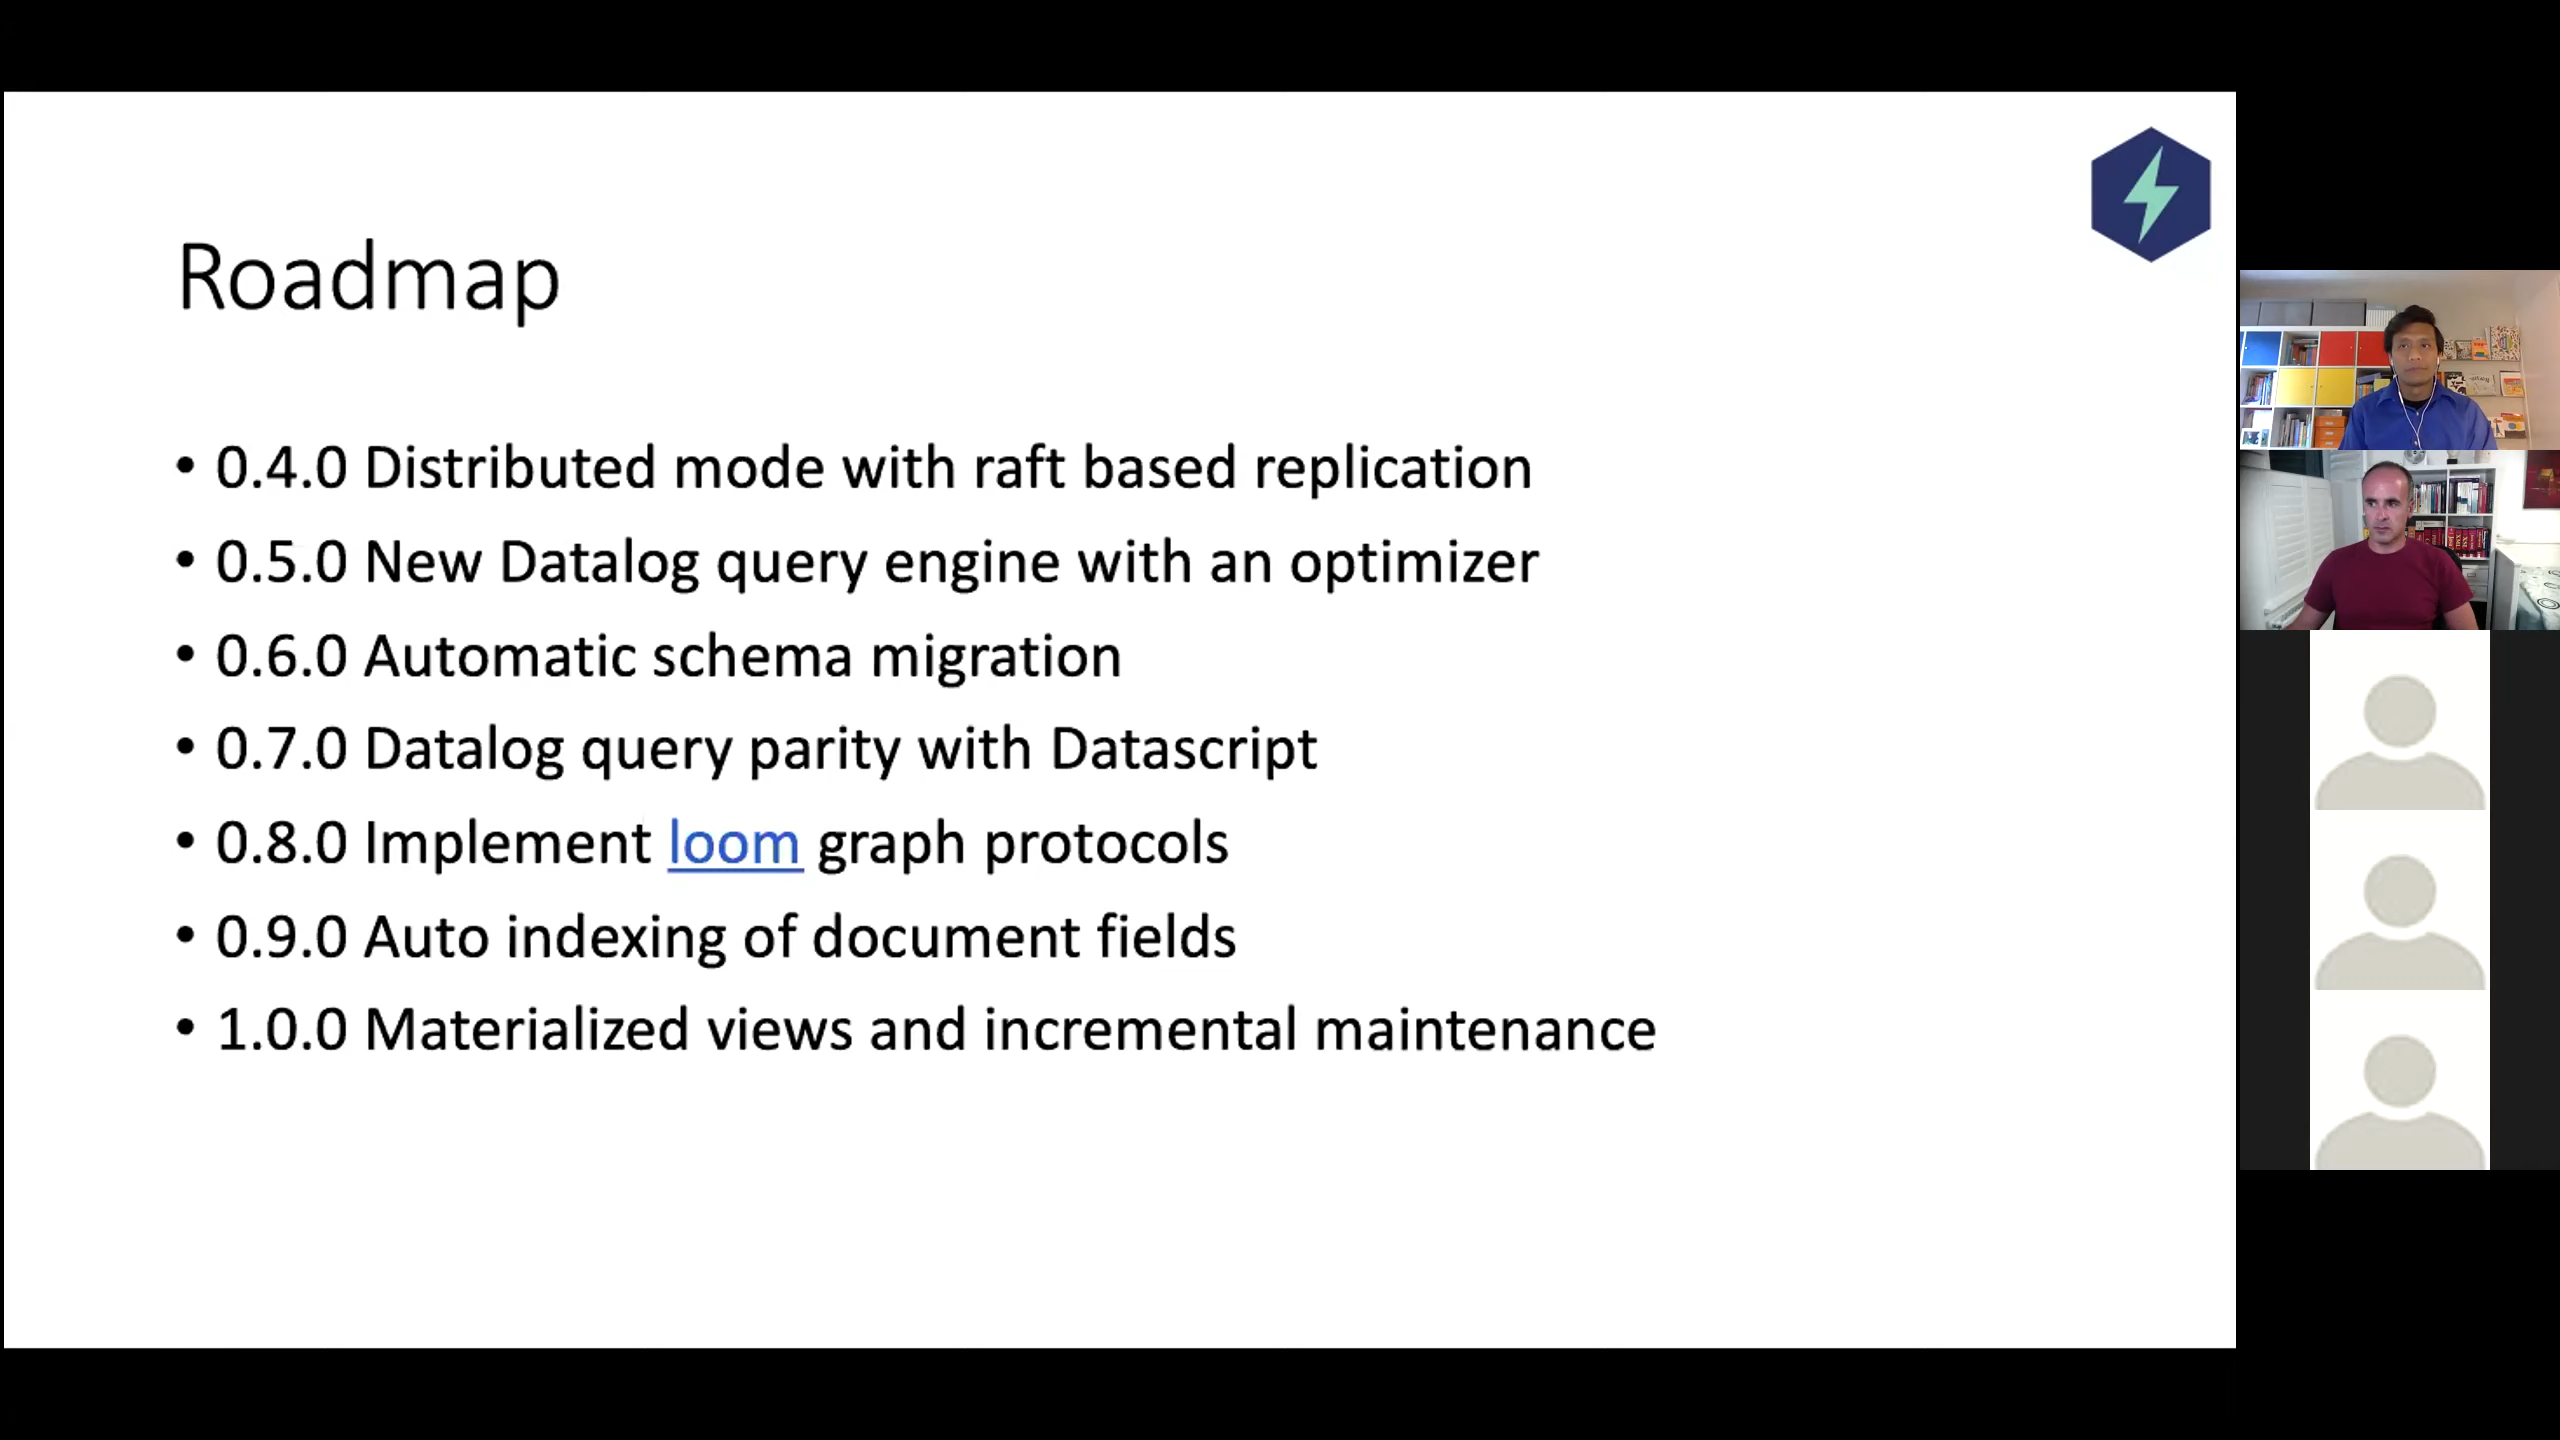 Roadmap
• 0.4.0 Distributed mode with raft based replication
• 0.5.0 New Datalog query engine with an optimizer
• 0.6.0 Automatic schema migration
• 0.7.0 Datalog query parity with Datascript
• 0.8.0 Implement loom graph protocols
• 0.9.0 Auto indexing of document fields
• 1.0.0 Materialized views and incremental maintenance